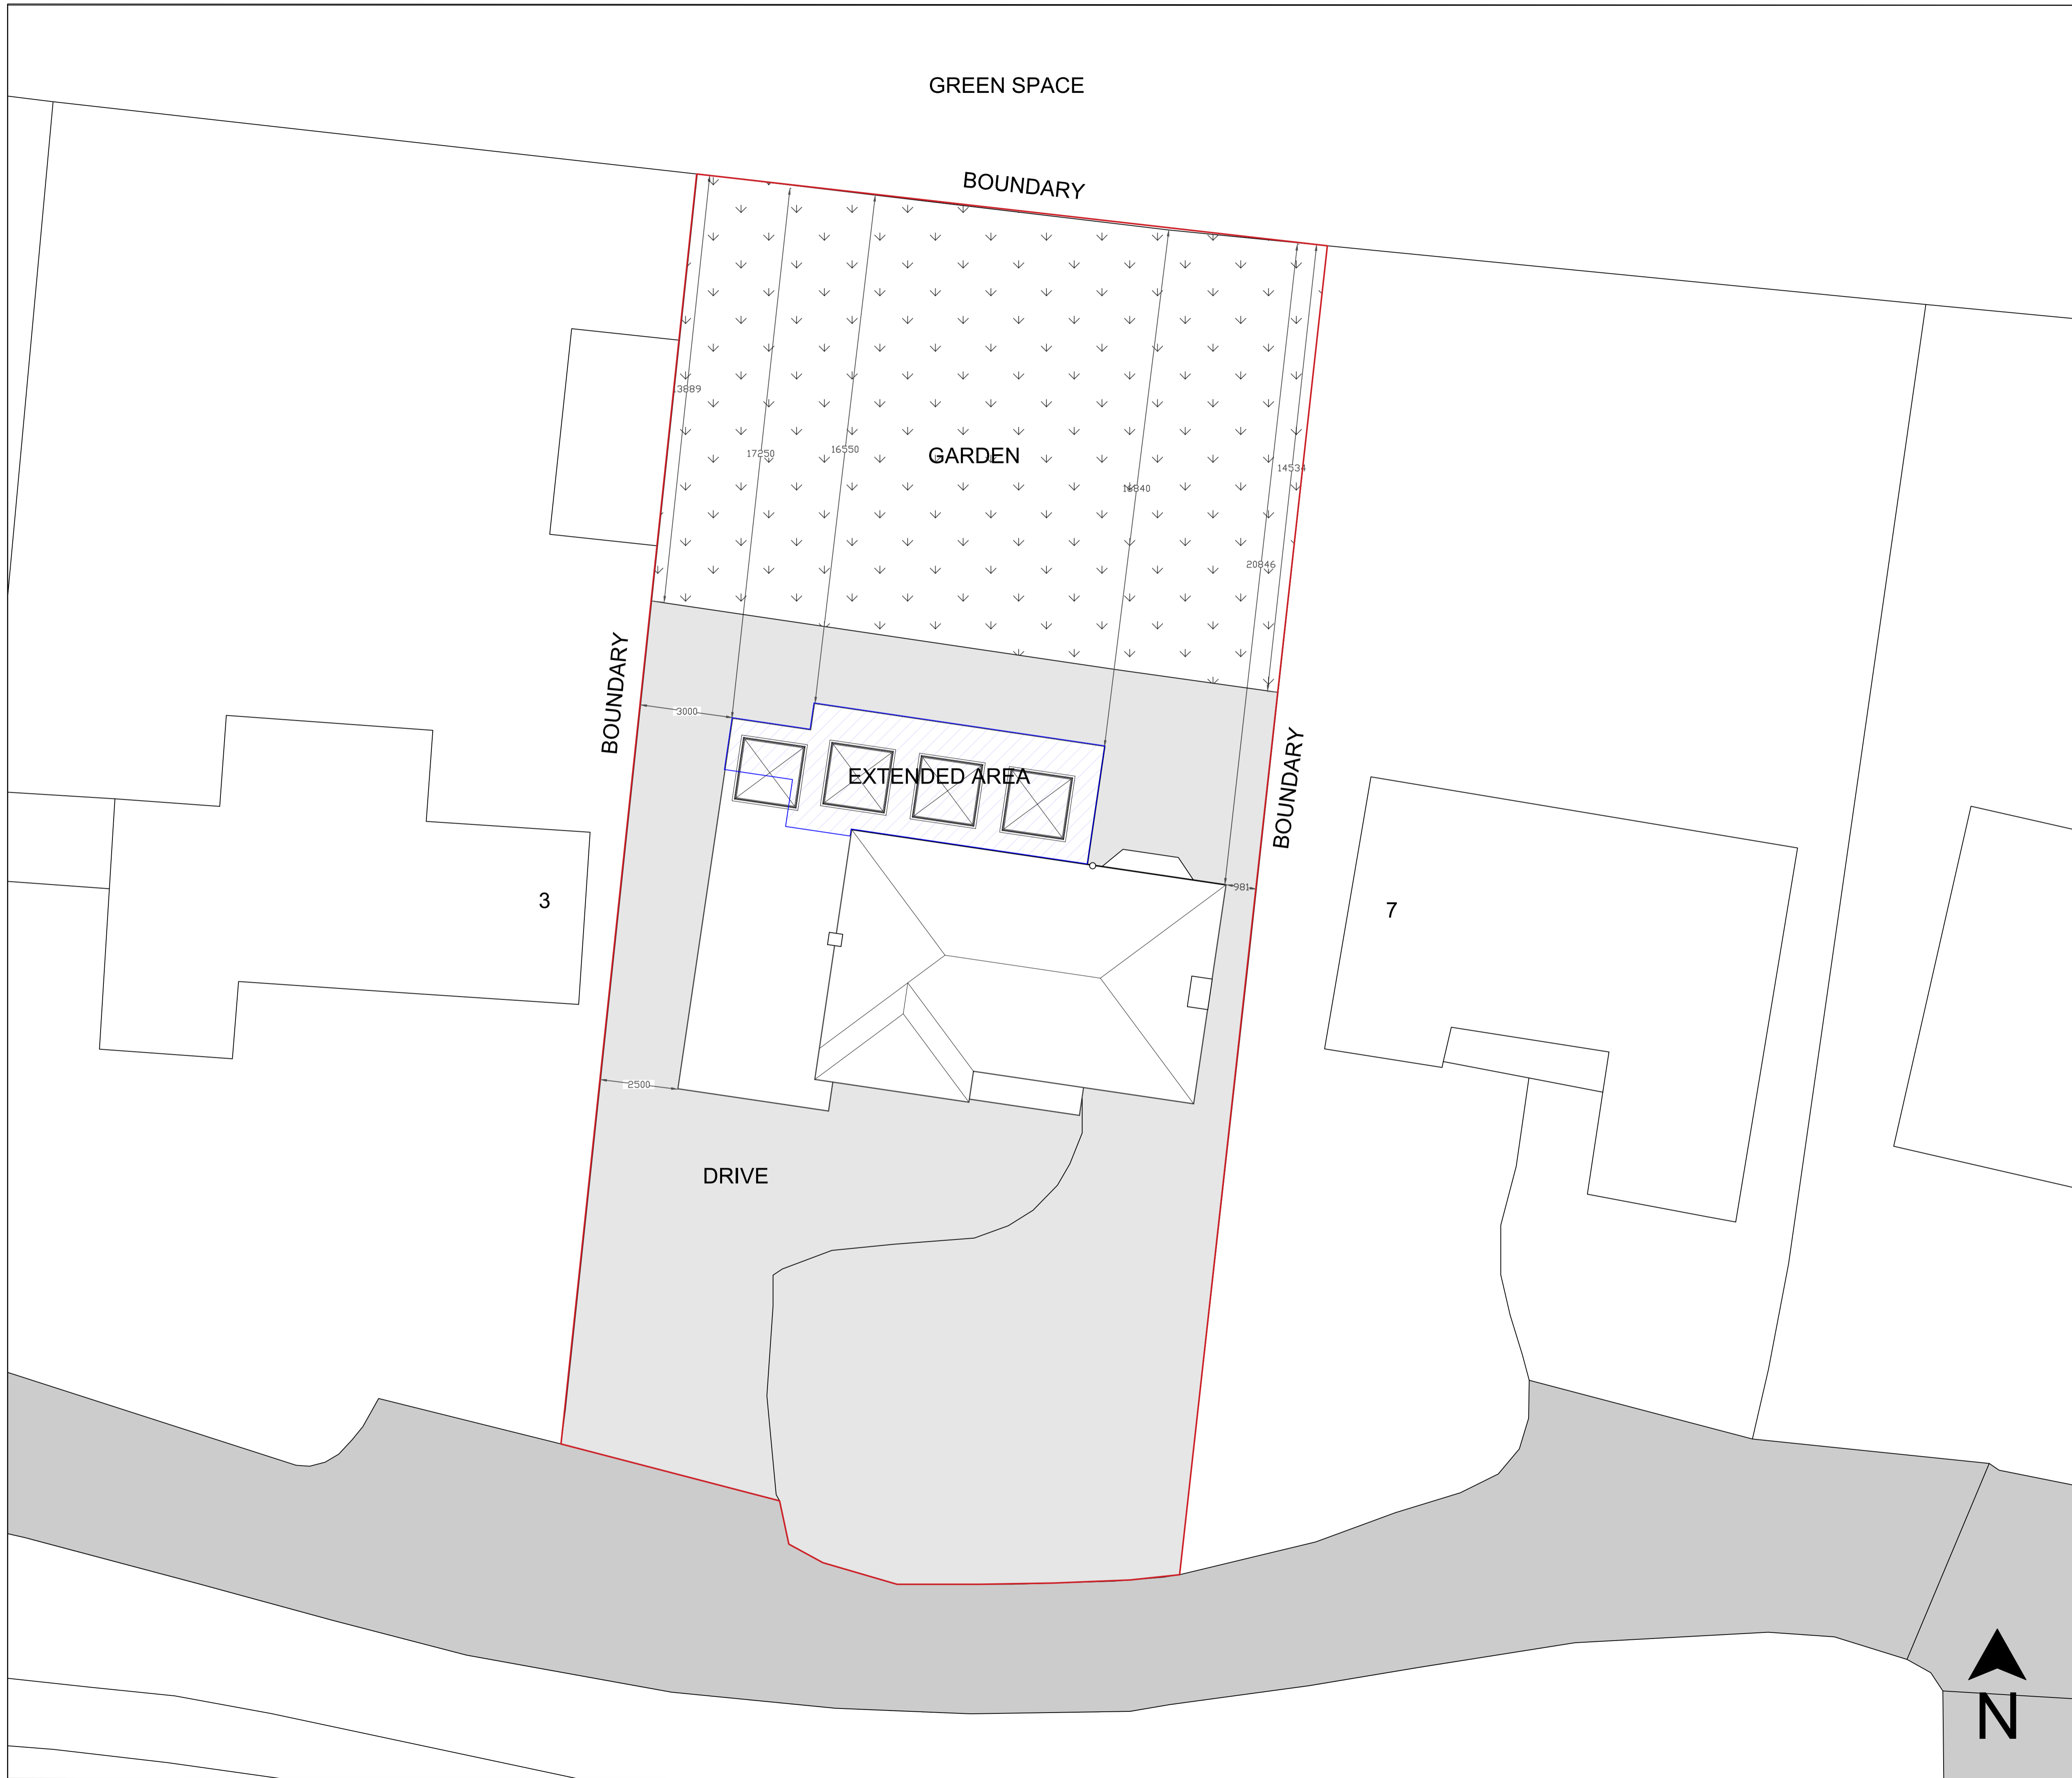 GREEN SPACE
BOUNDARY
13889
17250
16550
GARDEN
14534
16840
20846
BOUNDARY
3000
BOUNDARY
EXTENDED AREA
981
3
7
2500
DRIVE
N